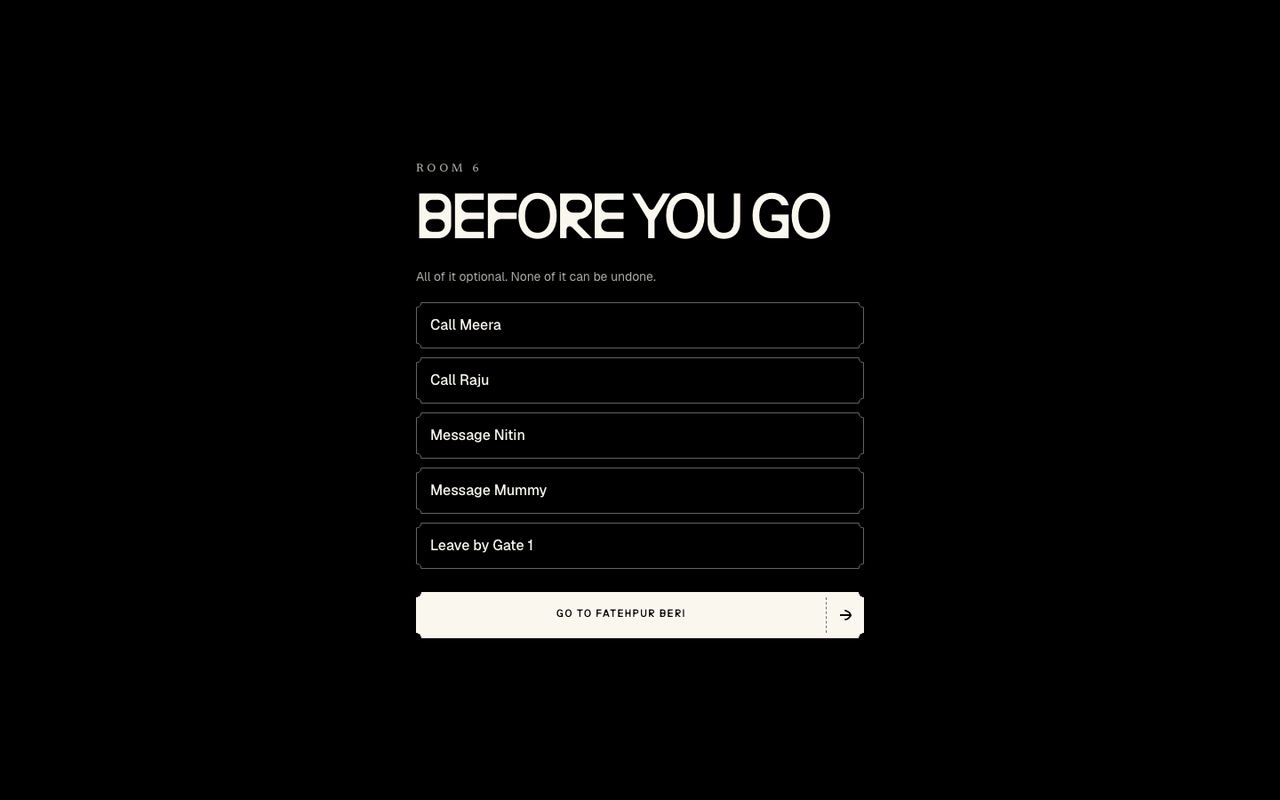 ROOM 6
BEFORE YOU GO
All of it optional. None of it can be undone.
Call Meera
Call Raju
Message Nitin
Message Mummy
Leave by Gate 1
GO TO FATEHPUR BERI